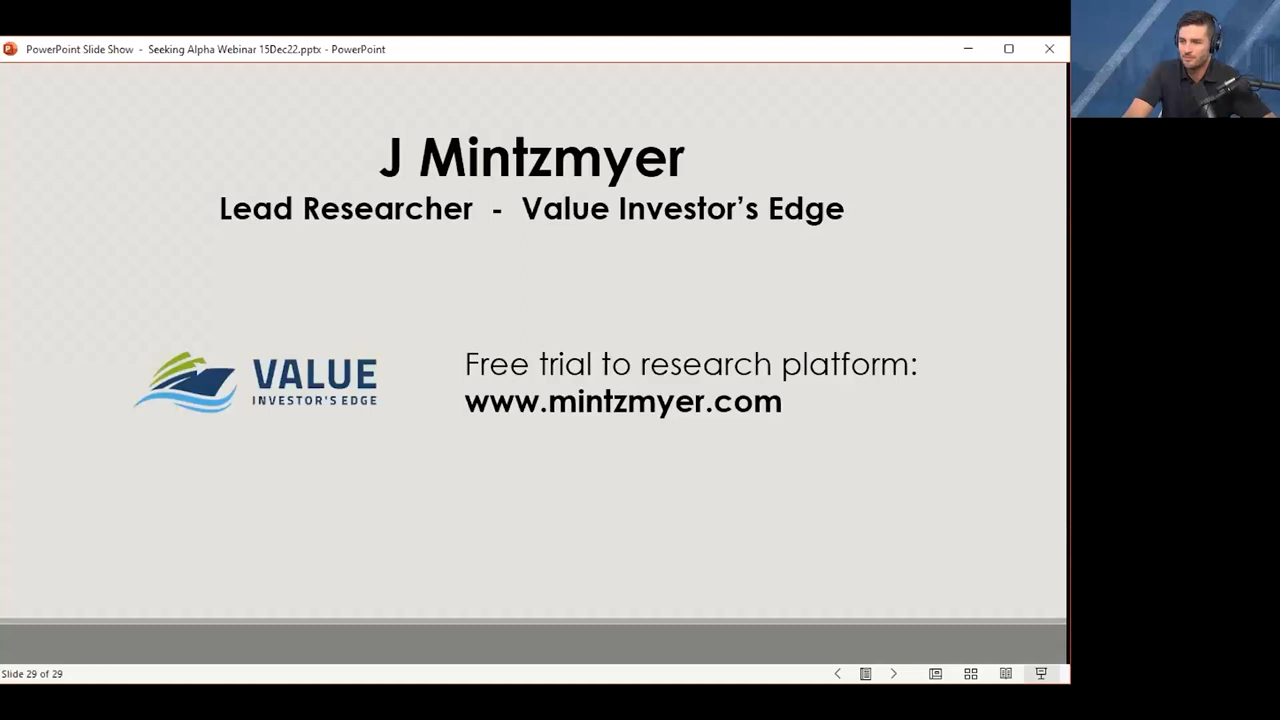 PowerPoint Slide Show - Seeking Alpha Webinar 15Dec22.pptx - PowerPoint
J Mintzmyer
Lead Researcher - Value Investor's Edge
VALUE
INVESTOR'S EDGE
Free trial to research platform:
www.mintzmyer.com
Slide 29 of 29